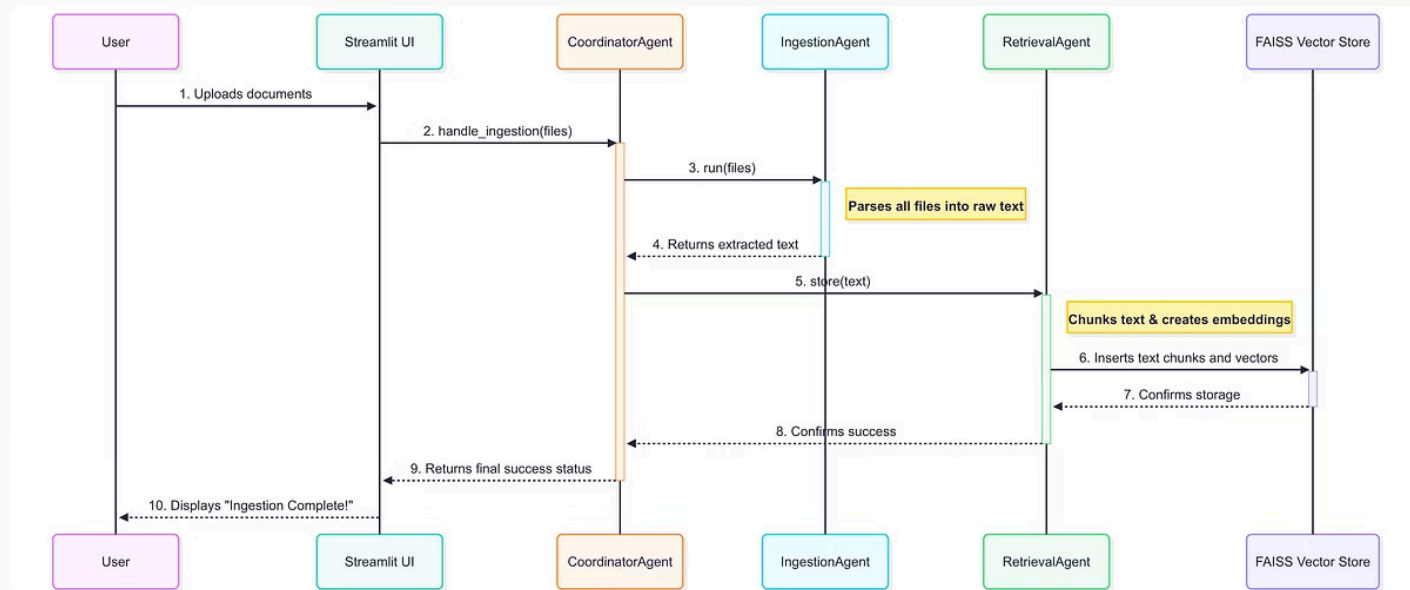 User
Streamlit UI
CoordinatorAgent
IngestionAgent
RetrievalAgent
FAISS Vector Store
1. Uploads documents
2. handle_ingestion(files)
3. run(files)
Parses all files into raw text
4. Returns extracted text
5. store(text)
Chunks text & creates embeddings
6. Inserts text chunks and vectors
7. Confirms storage
8. Confirms success
9. Returns final success status
10. Displays "Ingestion Complete!"
User
Streamlit UI
CoordinatorAgent
IngestionAgent
RetrievalAgent
FAISS Vector Store